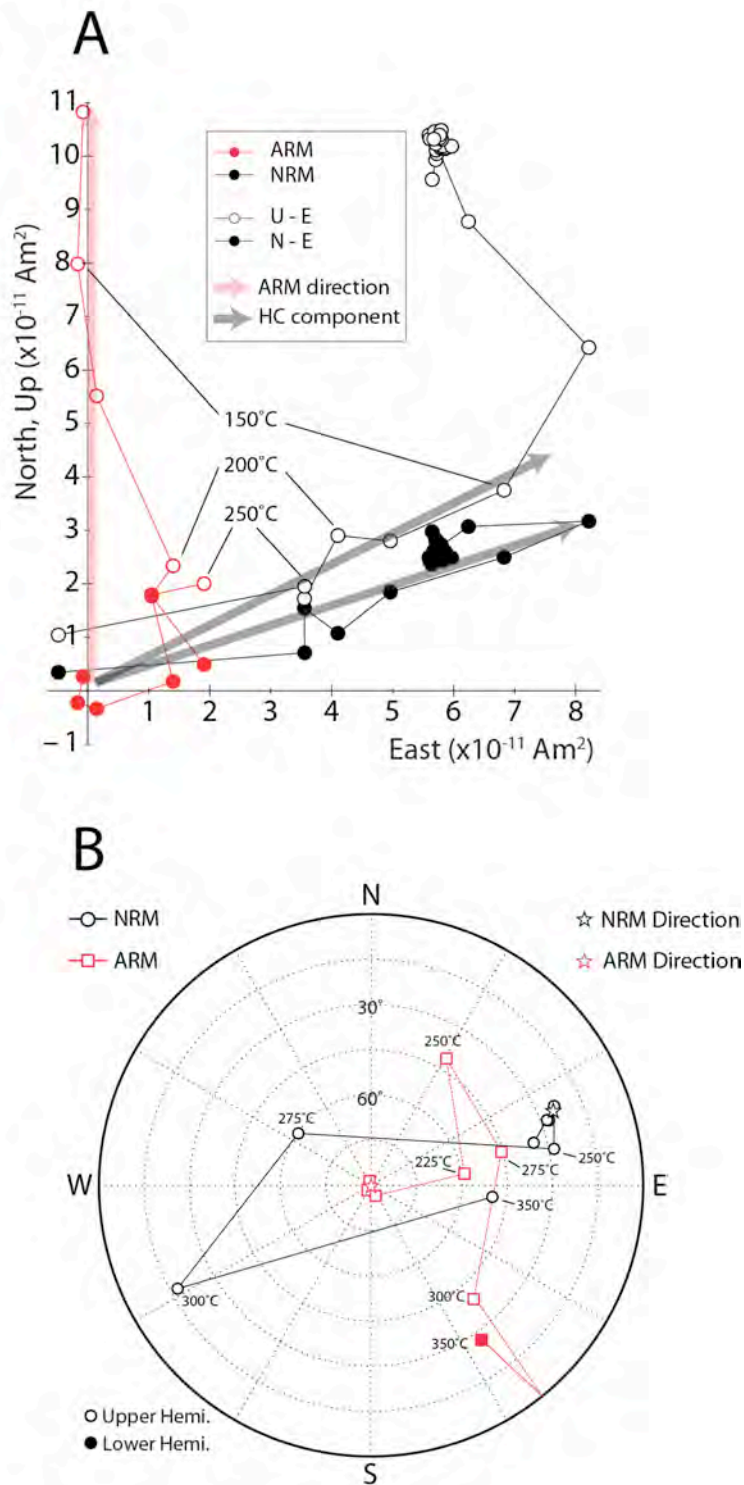 A
11
10
9
8
7
6
5
4
3
2
1
–1
North, Up (x10⁻¹¹ Am²)
ARM
NRM
U - E
N - E
ARM direction
HC component
150°C
200°C
250°C
1 2 3 4 5 6 7 8
East (x10⁻¹¹ Am²)
B
N
NRM
ARM
NRM Direction
ARM Direction
30°
250°C
60°
275°C
225°C
275°C
250°C
W
E
350°C
300°C
300°C
350°C
Upper Hemi.
Lower Hemi.
S